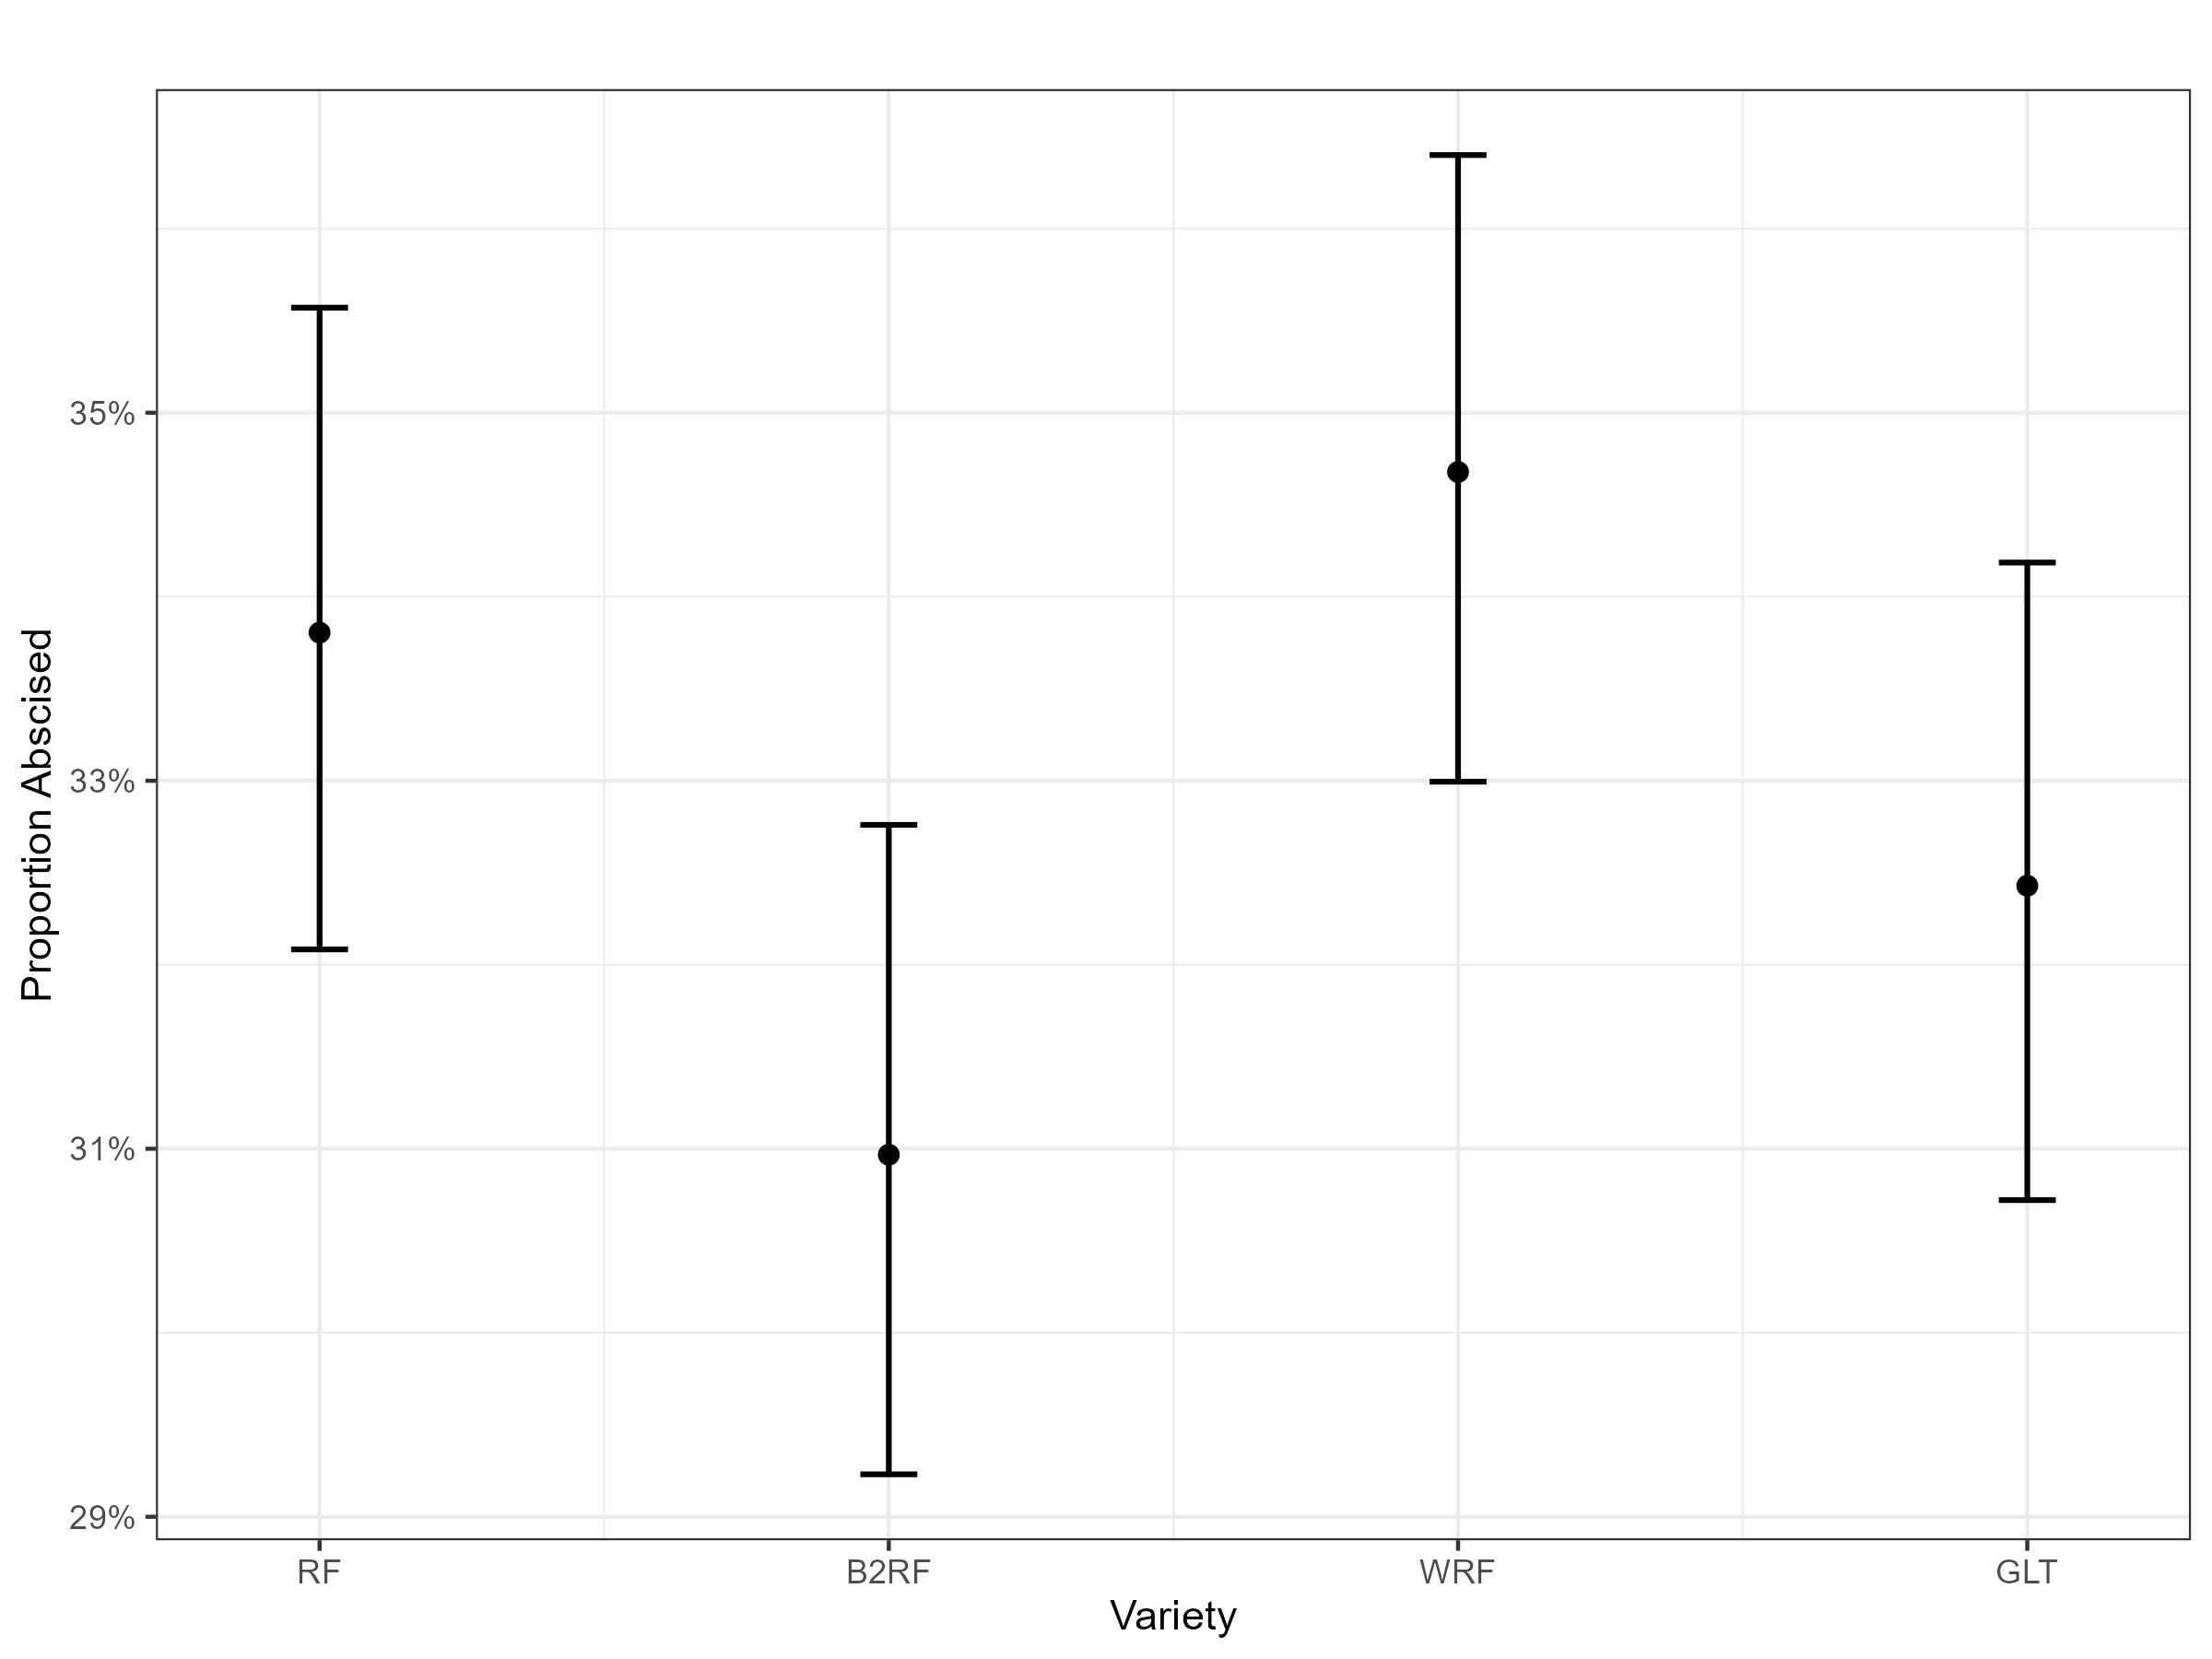 Proportion Abscised
35%
33%
31%
29%
RF
B2RF
WRF
GLT
Variety